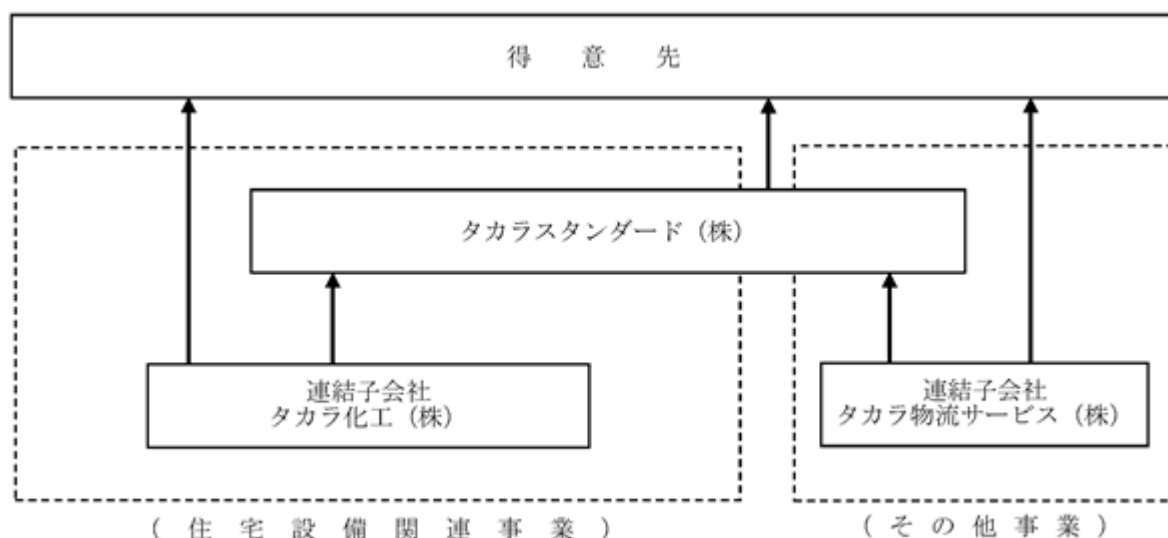 得意先
タカラスタンダード（株）
連結子会社
タカラ化工（株）
連結子会社
タカラ物流サービス（株）
（住宅設備関連事業）
（その他事業）